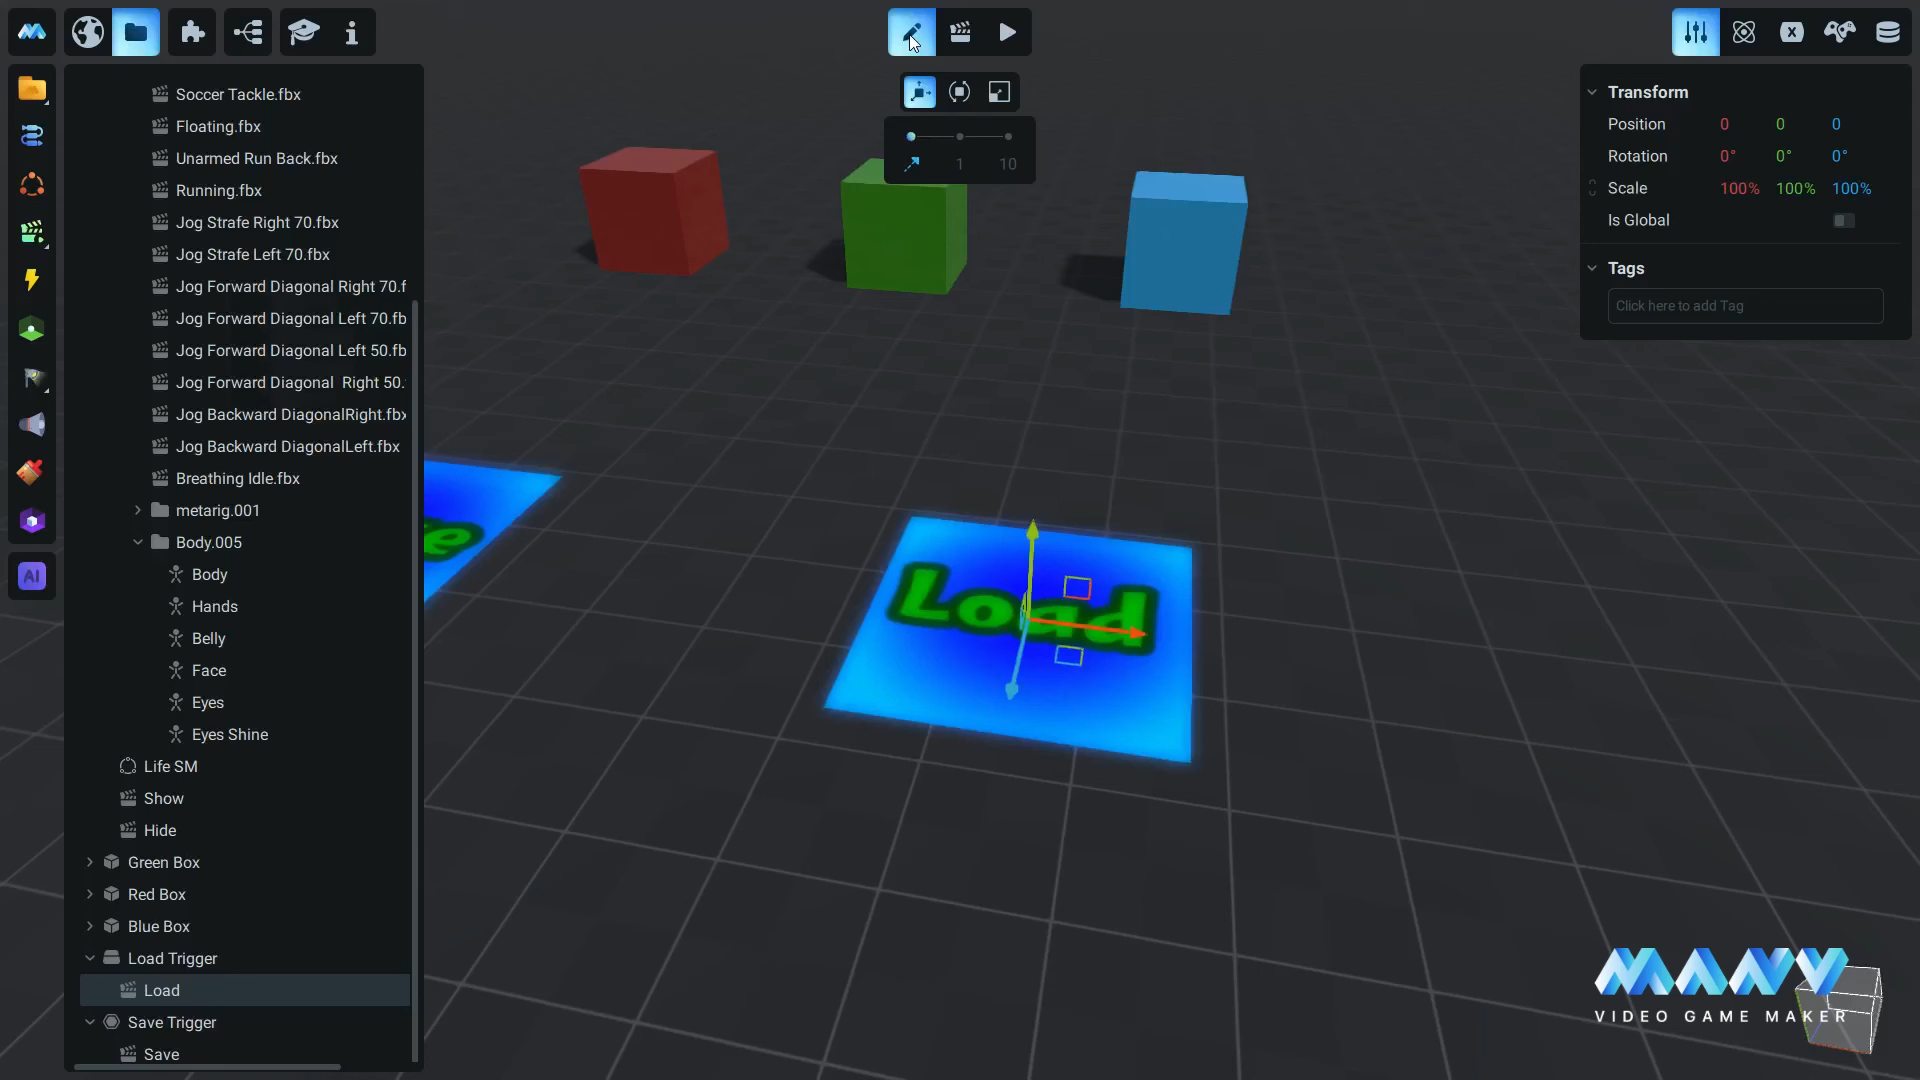 Soccer Tackle.fbx
Floating.fbx
Unarmed Run Back.fbx
Running.fbx
Jog Strafe Right 70.fbx
Jog Strafe Left 70.fbx
Jog Forward Diagonal Right 70.f
Jog Forward Diagonal Left 70.fb
Jog Forward Diagonal Left 50.fb
Jog Forward Diagonal  Right 50.
Jog Backward DiagonalRight.fbx
Jog Backward DiagonalLeft.fbx
Breathing Idle.fbx
metarig.001
Body.005
Body
Hands
Belly
Face
Eyes
Eyes Shine
Life SM
Show
Hide
Green Box
Red Box
Blue Box
Load Trigger
Load
Save Trigger
Save
AI
1 10
Load
Transform
Position 0 0 0
Rotation 0° 0° 0°
Scale 100% 100% 100%
Is Global
Tags
Click here to add Tag
MANY
VIDEO GAME MAKER